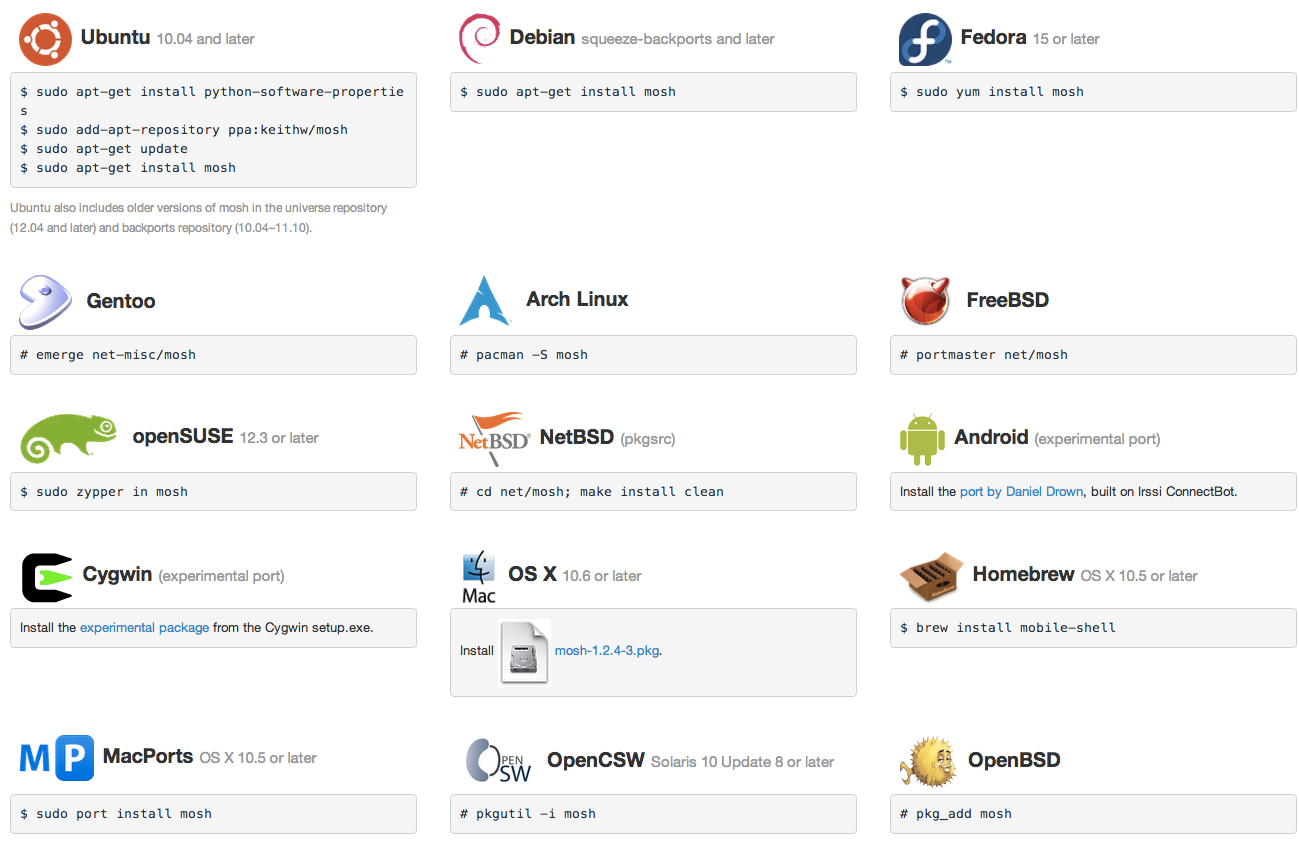 Ubuntu 10.04 and later
$ sudo apt-get install python-software-propertie
s
$ sudo add-apt-repository ppa:keithw/mosh
$ sudo apt-get update
$ sudo apt-get install mosh
Ubuntu also includes older versions of mosh in the universe repository
(12.04 and later) and backports repository (10.04–11.10).
Debian squeeze-backports and later
$ sudo apt-get install mosh
Fedora 15 or later
TM
$ sudo yum install mosh
Gentoo
# emerge net-misc/mosh
Arch Linux
# pacman -S mosh
FreeBSD
# portmaster net/mosh
openSUSE 12.3 or later
$ sudo zypper in mosh
NetBSD®
NetBSD (pkgsrc)
# cd net/mosh; make install clean
Android (experimental port)
Install the port by Daniel Drown, built on Irssi ConnectBot.
Cygwin (experimental port)
Install the experimental package from the Cygwin setup.exe.
Mac
OS X 10.6 or later
Install mosh-1.2.4-3.pkg.
Homebrew OS X 10.5 or later
$ brew install mobile-shell
MP
MacPorts OS X 10.5 or later
$ sudo port install mosh
OPEN
SW
OpenCSW Solaris 10 Update 8 or later
# pkgutil -i mosh
OpenBSD
# pkg_add mosh